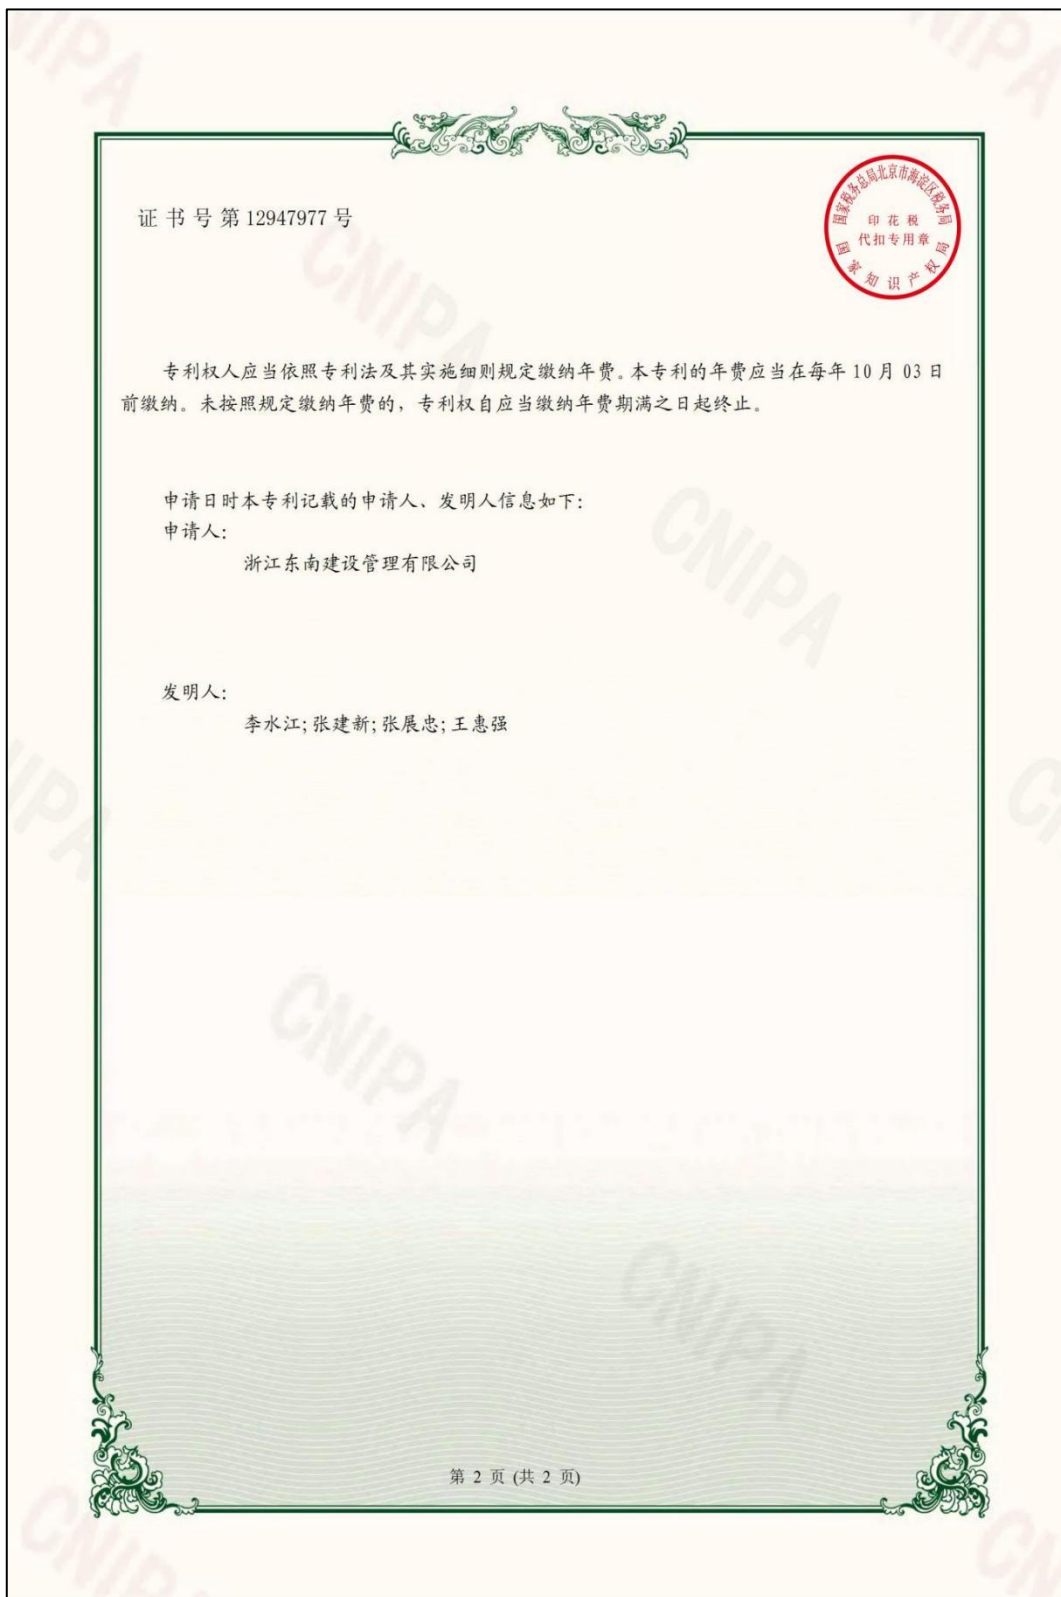 证书号第12947977号
国家税务总局北京市海淀区税务局
印花税
代扣专用章
国家知识产权局
专利权人应当依照专利法及其实施细则规定缴纳年费。本专利的年费应当在每年 10 月 03 日
前缴纳。未按照规定缴纳年费的，专利权自应当缴纳年费期满之日起终止。
申请日时本专利记载的申请人、发明人信息如下：
申请人：
浙江东南建设管理有限公司
发明人：
李水江;张建新;张展忠;王惠强
第 2 页 (共 2 页)
CNIPA
CNIPA
CNIPA
CNIPA
CNIPA